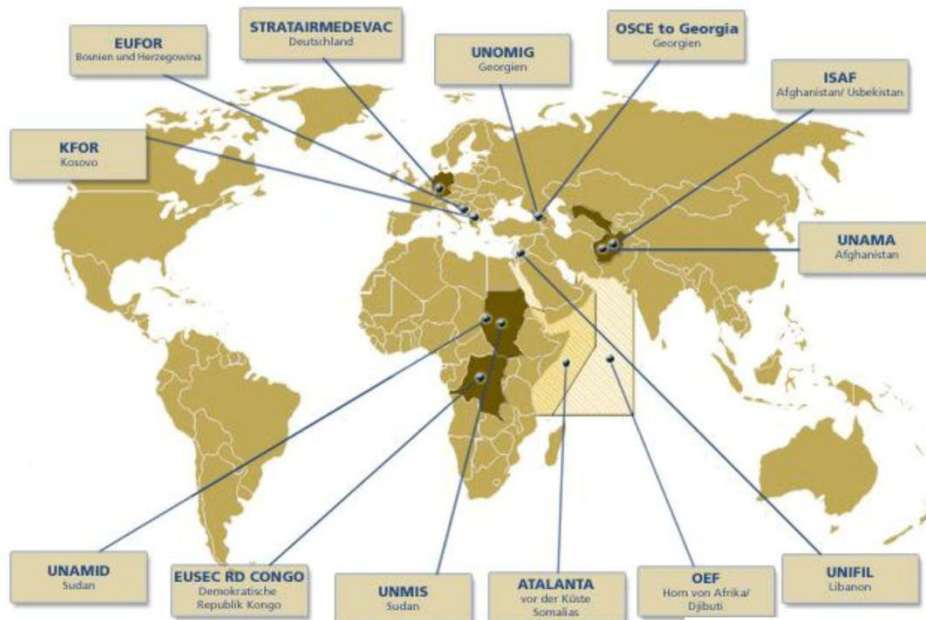 STRATAIRMEDEVAC
Deutschland
OSCE to Georgia
Georgien
EUFOR
Bosnien und Herzegowina
UNOMIG
Georgien
ISAF
Afghanistan/ Usbekistan
KFOR
Kosovo
UNAMA
Afghanistan
UNAMID
Sudan
EUSEC RD CONGO
Demokratische
Republik Kongo
UNMIS
Sudan
ATALANTA
vor der Küste
Somalias
OEF
Horn von Afrika/
Djibuti
UNIFIL
Libanon